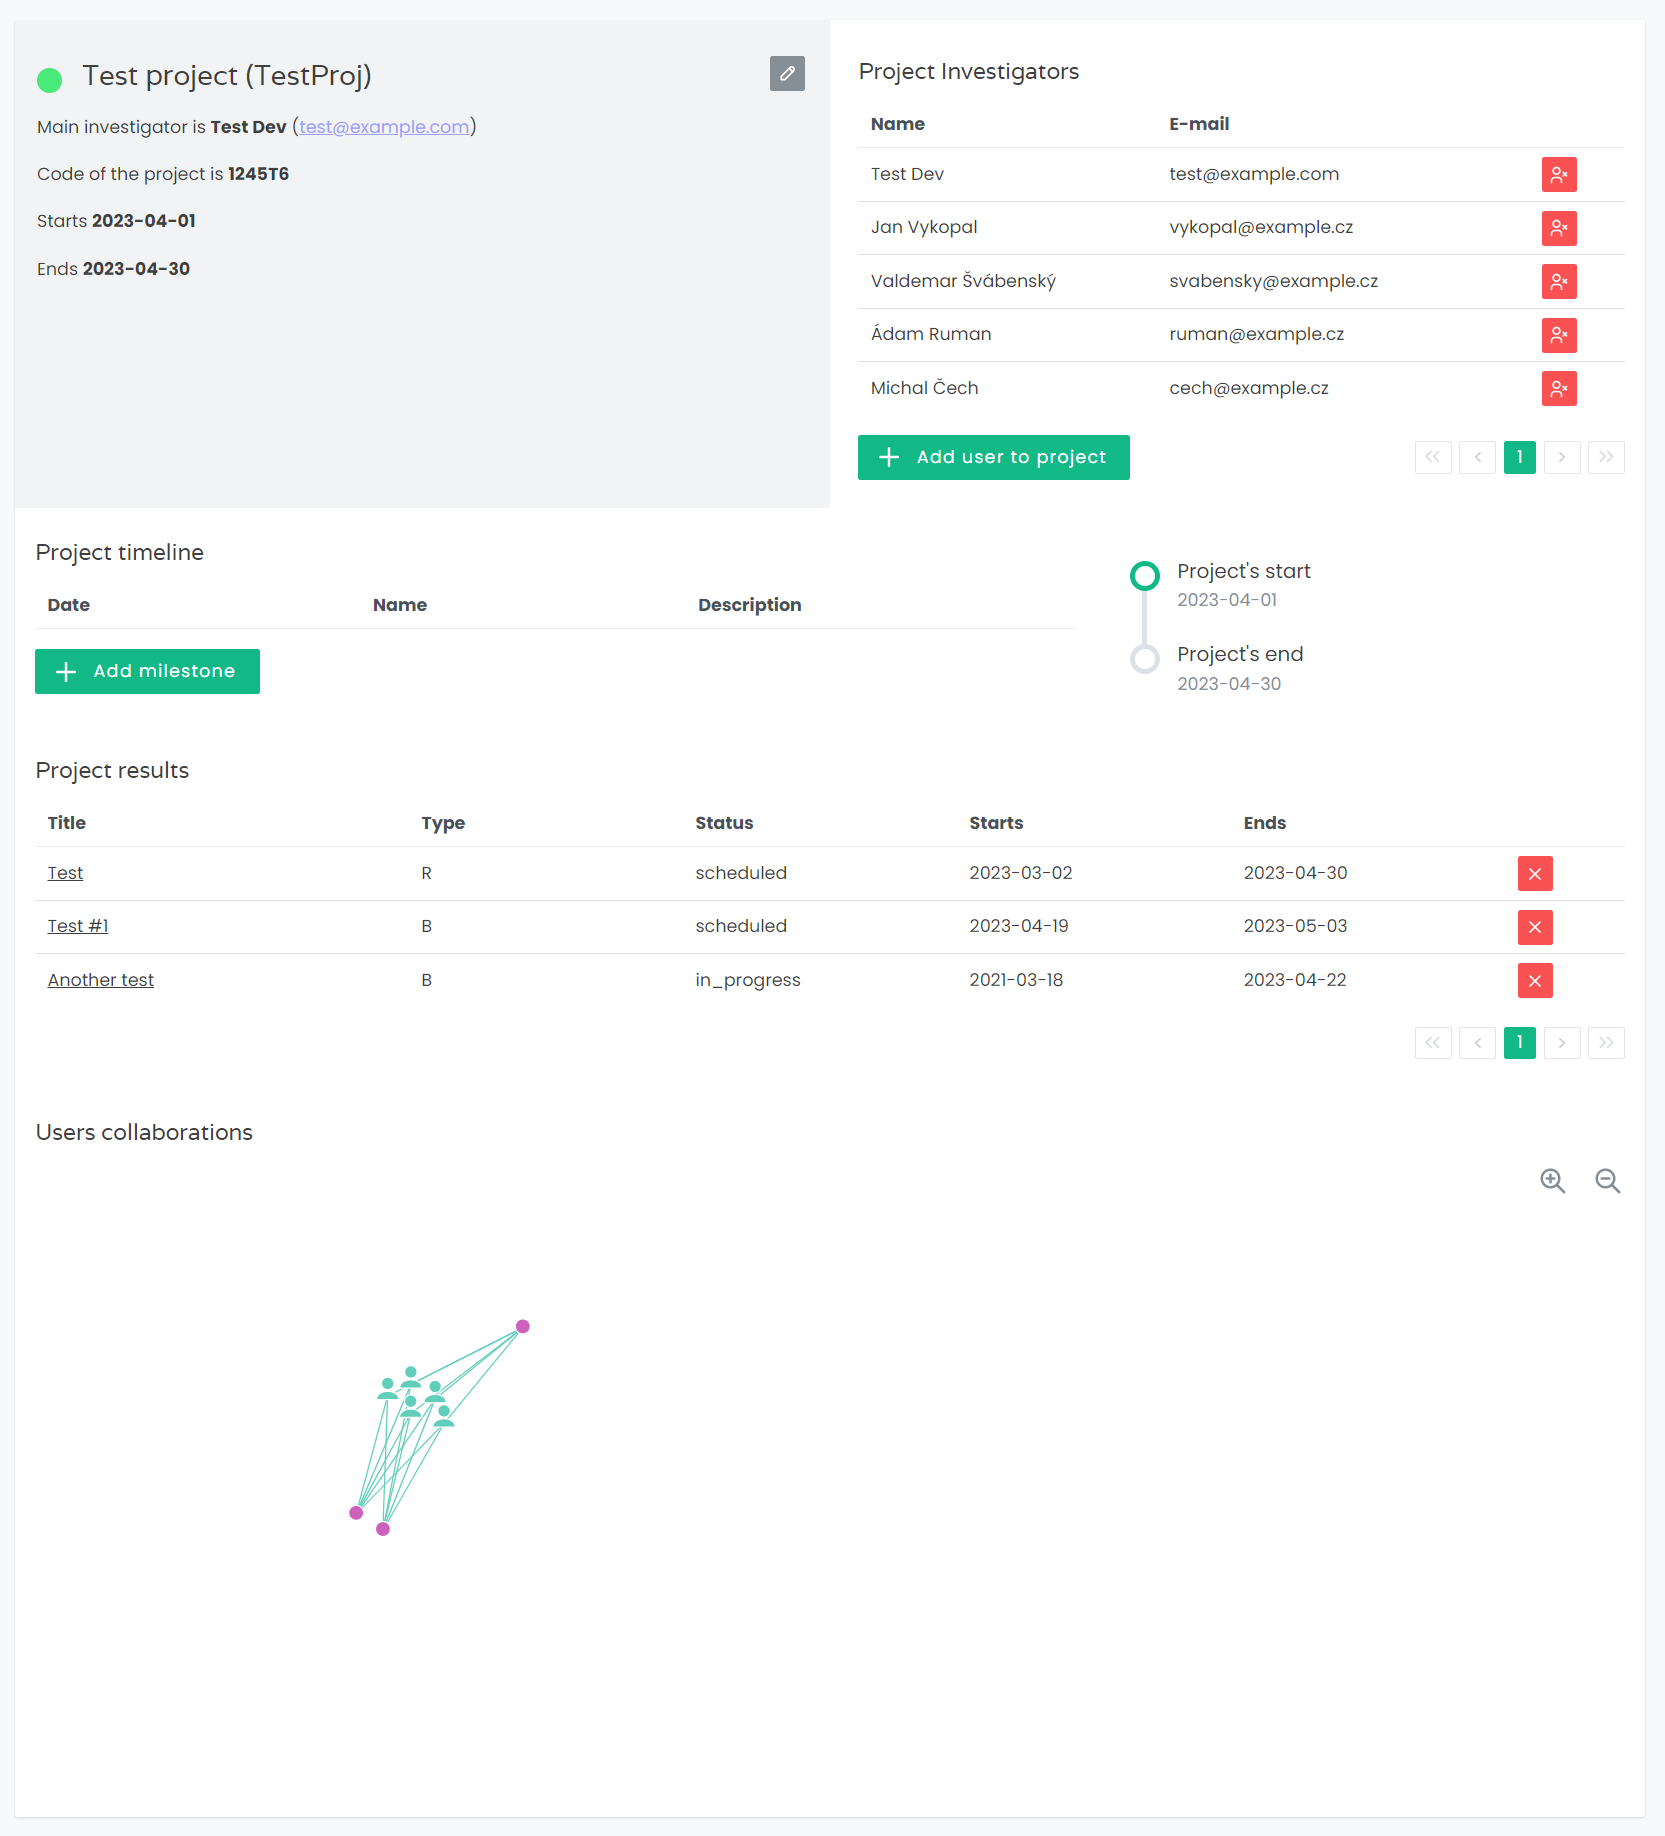 Test project (TestProj)
Main investigator is Test Dev (test@example.com)
Code of the project is 1245T6
Starts 2023-04-01
Ends 2023-04-30
Project Investigators
Name E-mail
Test Dev test@example.com
Jan Vykopal vykopal@example.cz
Valdemar Švábenský svabensky@example.cz
Ádam Ruman ruman@example.cz
Michal Čech cech@example.cz
Add user to project
<< < 1 > >>
Project timeline
Date Name Description
Add milestone
Project's start
2023-04-01
Project's end
2023-04-30
Project results
Title Type Status Starts Ends
Test R scheduled 2023-03-02 2023-04-30
Test #1 B scheduled 2023-04-19 2023-05-03
Another test B in_progress 2021-03-18 2023-04-22
<< < 1 > >>
Users collaborations